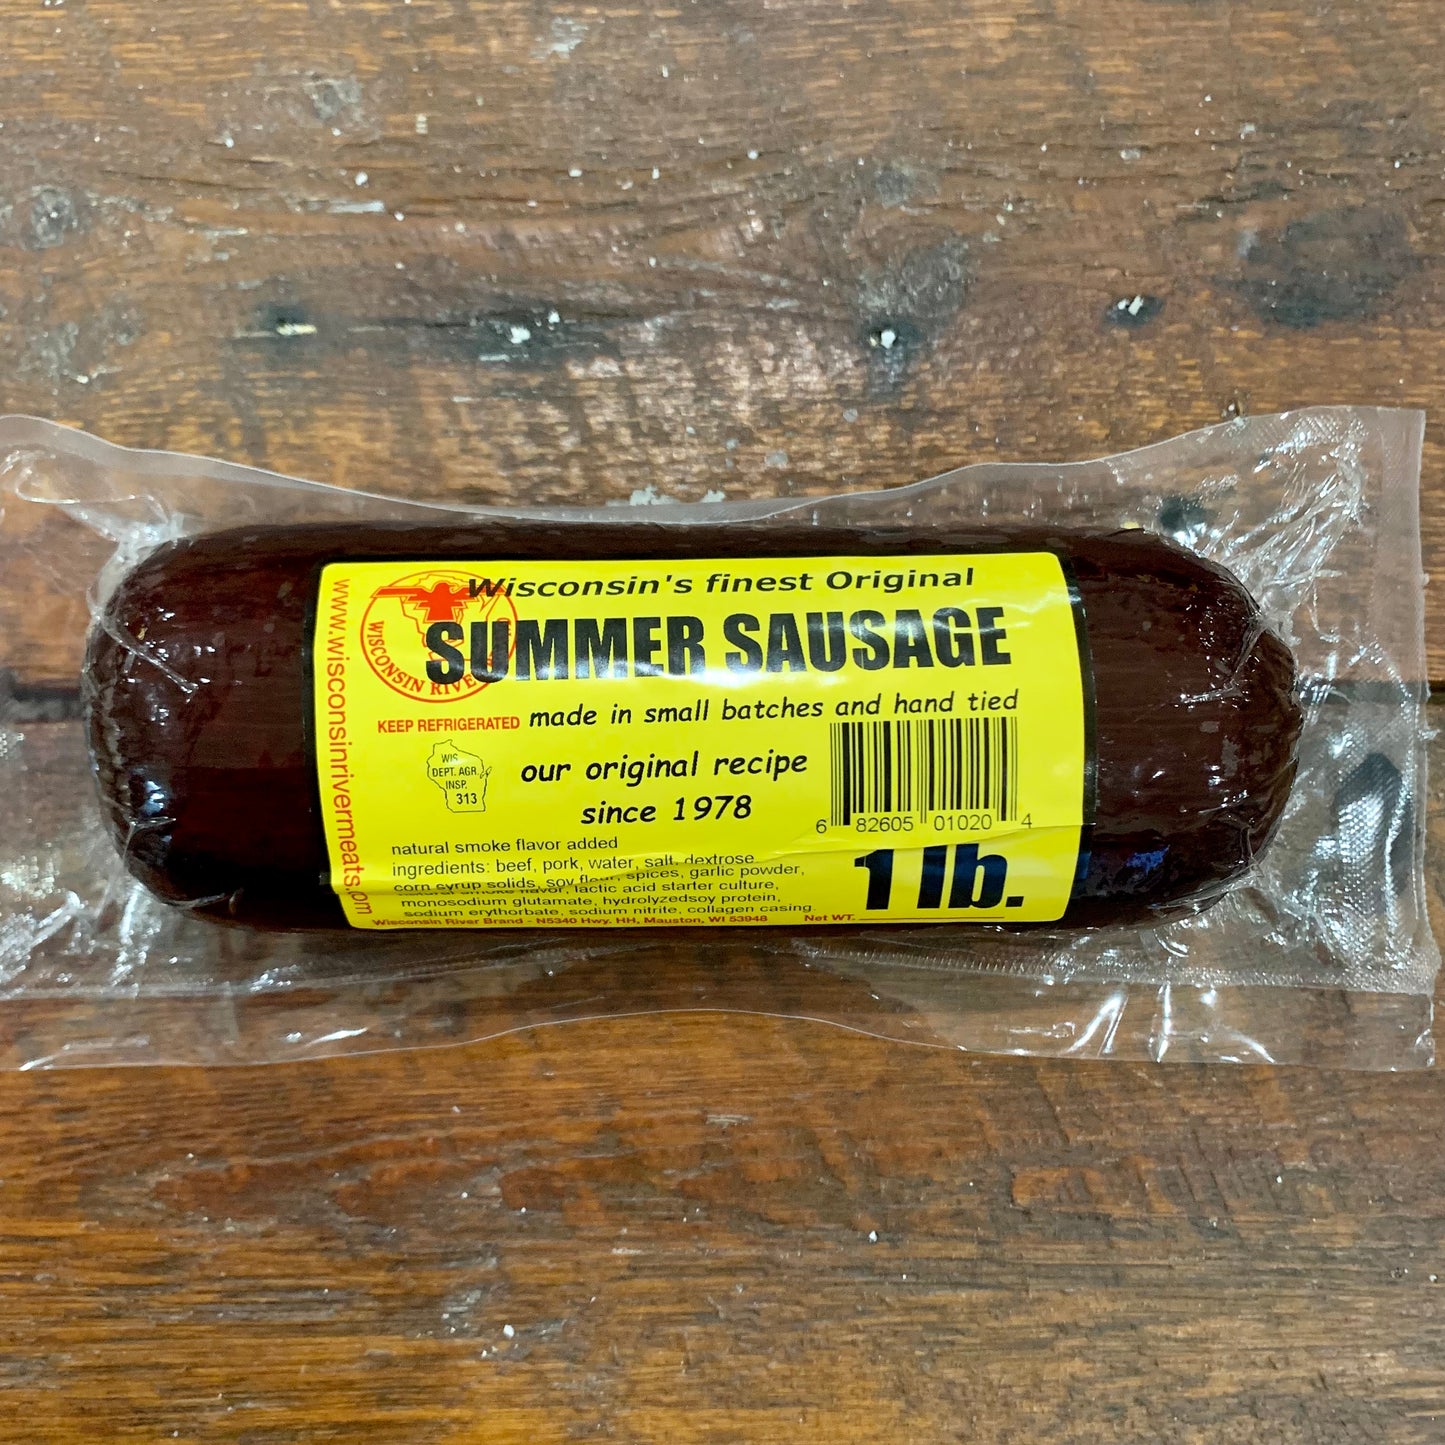 Wisconsin's finest Original
SUMMER SAUSAGE
WISCONSIN RIVER
KEEP REFRIGERATED
made in small batches and hand tied
WIS.
DEPT. AGR.
INSP.
313
our original recipe
since 1978
6 82605 01020 4
natural smoke flavor added
ingredients: beef, pork, water, salt, dextrose,
corn syrup solids, soy flour, spices, garlic powder,
natural smoke flavor, lactic acid starter culture,
monosodium glutamate, hydrolyzedsoy protein,
sodium erythorbate, sodium nitrite, collagen casing.
1 lb.
Wisconsin River Brand - N5340 Hwy. HH, Mauston, WI 53948
Net WT.
www.wisconsinrivermeats.om